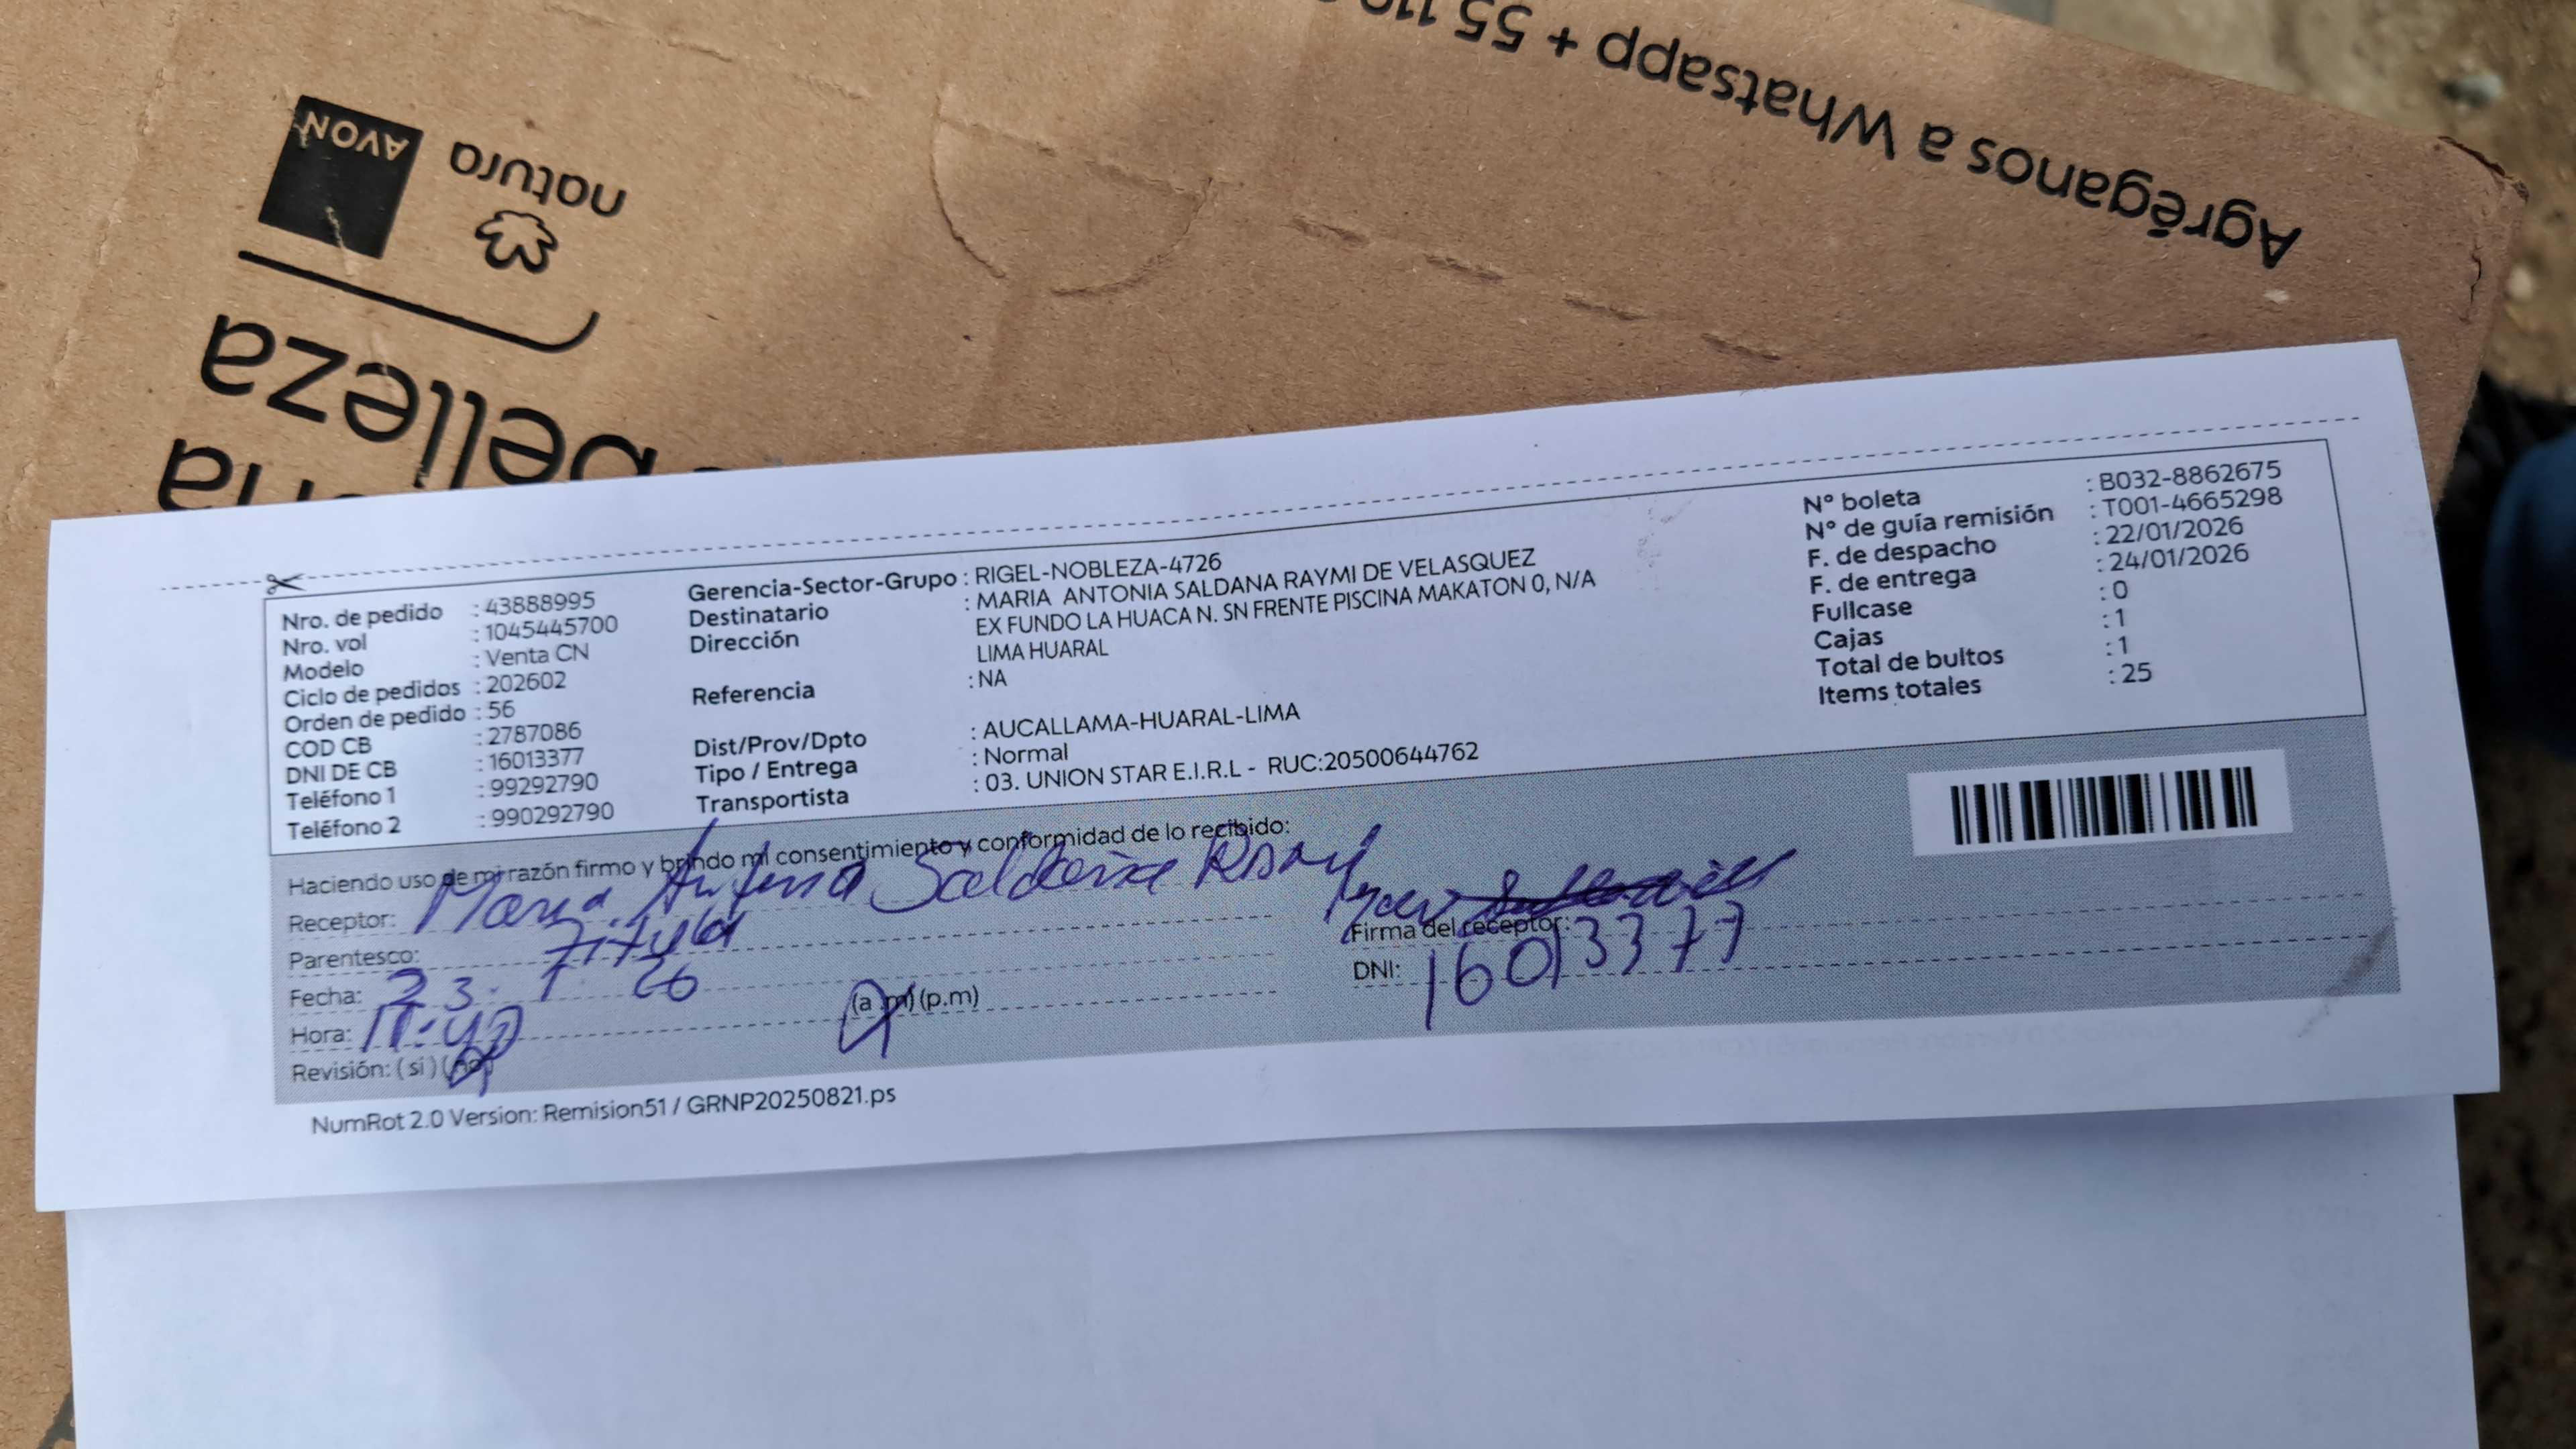 Agréganos a Whatsapp + 55 119
AVON
natura
belleza
Nro. de pedido : 43888995
Nro. vol : 1045445700
Modelo : Venta CN
Ciclo de pedidos : 202602
Orden de pedido : 56
COD CB : 2787086
DNI DE CB : 16013377
Teléfono 1 : 99292790
Teléfono 2 : 990292790
Gerencia-Sector-Grupo : RIGEL-NOBLEZA-4726
Destinatario : MARIA ANTONIA SALDANA RAYMI DE VELASQUEZ
Dirección EX FUNDO LA HUACA N. SN FRENTE PISCINA MAKATON 0, N/A
LIMA HUARAL
Referencia : NA
Dist/Prov/Dpto : AUCALLAMA-HUARAL-LIMA
Tipo / Entrega : Normal
Transportista : 03. UNION STAR E.I.R.L - RUC:20500644762
N° boleta : B032-8862675
N° de guía remisión : T001-4665298
F. de despacho : 22/01/2026
F. de entrega : 24/01/2026
Fullcase : 0
Cajas : 1
Total de bultos : 1
Items totales : 25
Haciendo uso de mi razón firmo y brindo mi consentimiento y conformidad de lo recibido:
Receptor: Maria Antonia Saldaña
Parentesco: Titular
Fecha: 23. 1. 26
Hora: 11:40 (a.m) (p.m)
Revisión: ( si ) ( no )
Firma del receptor:
DNI: 16013377
NumRot 2.0 Version: Remision51 / GRNP20250821.ps